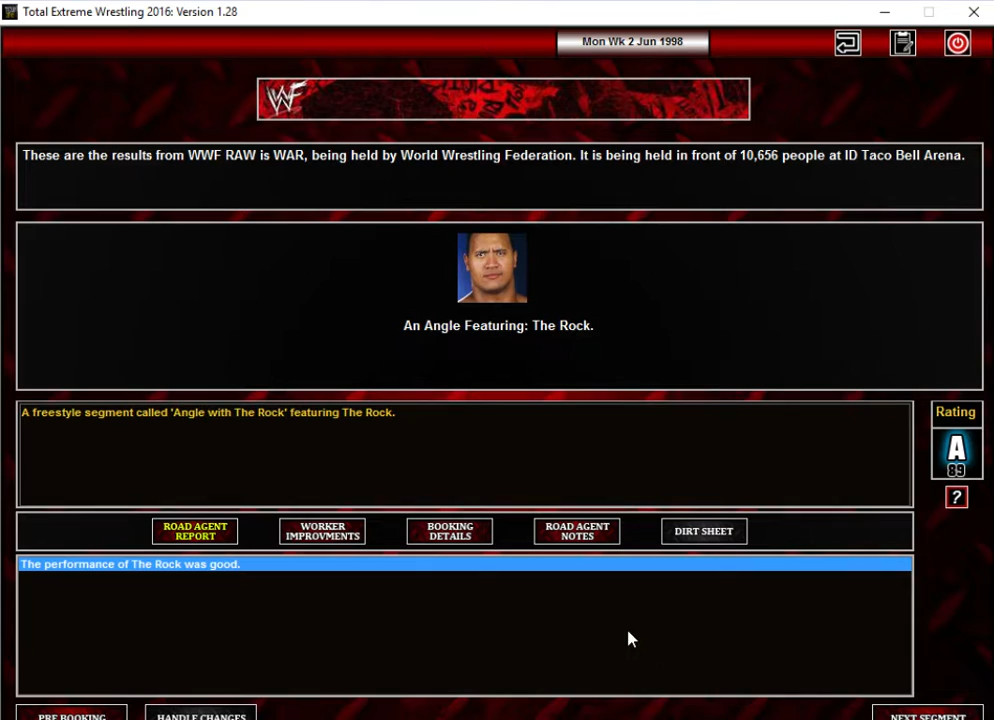 Total Extreme Wrestling 2016: Version 1.28
Mon Wk 2 Jun 1998
WF
These are the results from WWF RAW is WAR, being held by World Wrestling Federation. It is being held in front of 10,656 people at ID Taco Bell Arena.
An Angle Featuring: The Rock.
A freestyle segment called 'Angle with The Rock' featuring The Rock.
Rating
A
89
?
ROAD AGENT REPORT
WORKER IMPROVMENTS
BOOKING DETAILS
ROAD AGENT NOTES
DIRT SHEET
The performance of The Rock was good.
PRE BOOKING
HANDLE CHANGES
NEXT SEGMENT